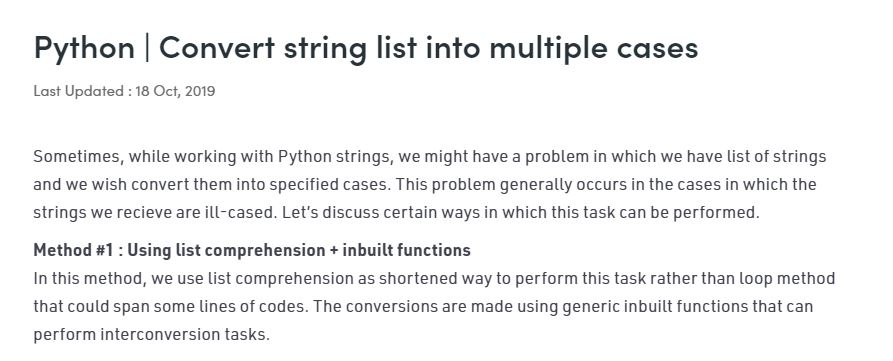 Python | Convert string list into multiple cases
Last Updated : 18 Oct, 2019
Sometimes, while working with Python strings, we might have a problem in which we have list of strings
and we wish convert them into specified cases. This problem generally occurs in the cases in which the
strings we recieve are ill-cased. Let’s discuss certain ways in which this task can be performed.
Method #1 : Using list comprehension + inbuilt functions
In this method, we use list comprehension as shortened way to perform this task rather than loop method
that could span some lines of codes. The conversions are made using generic inbuilt functions that can
perform interconversion tasks.